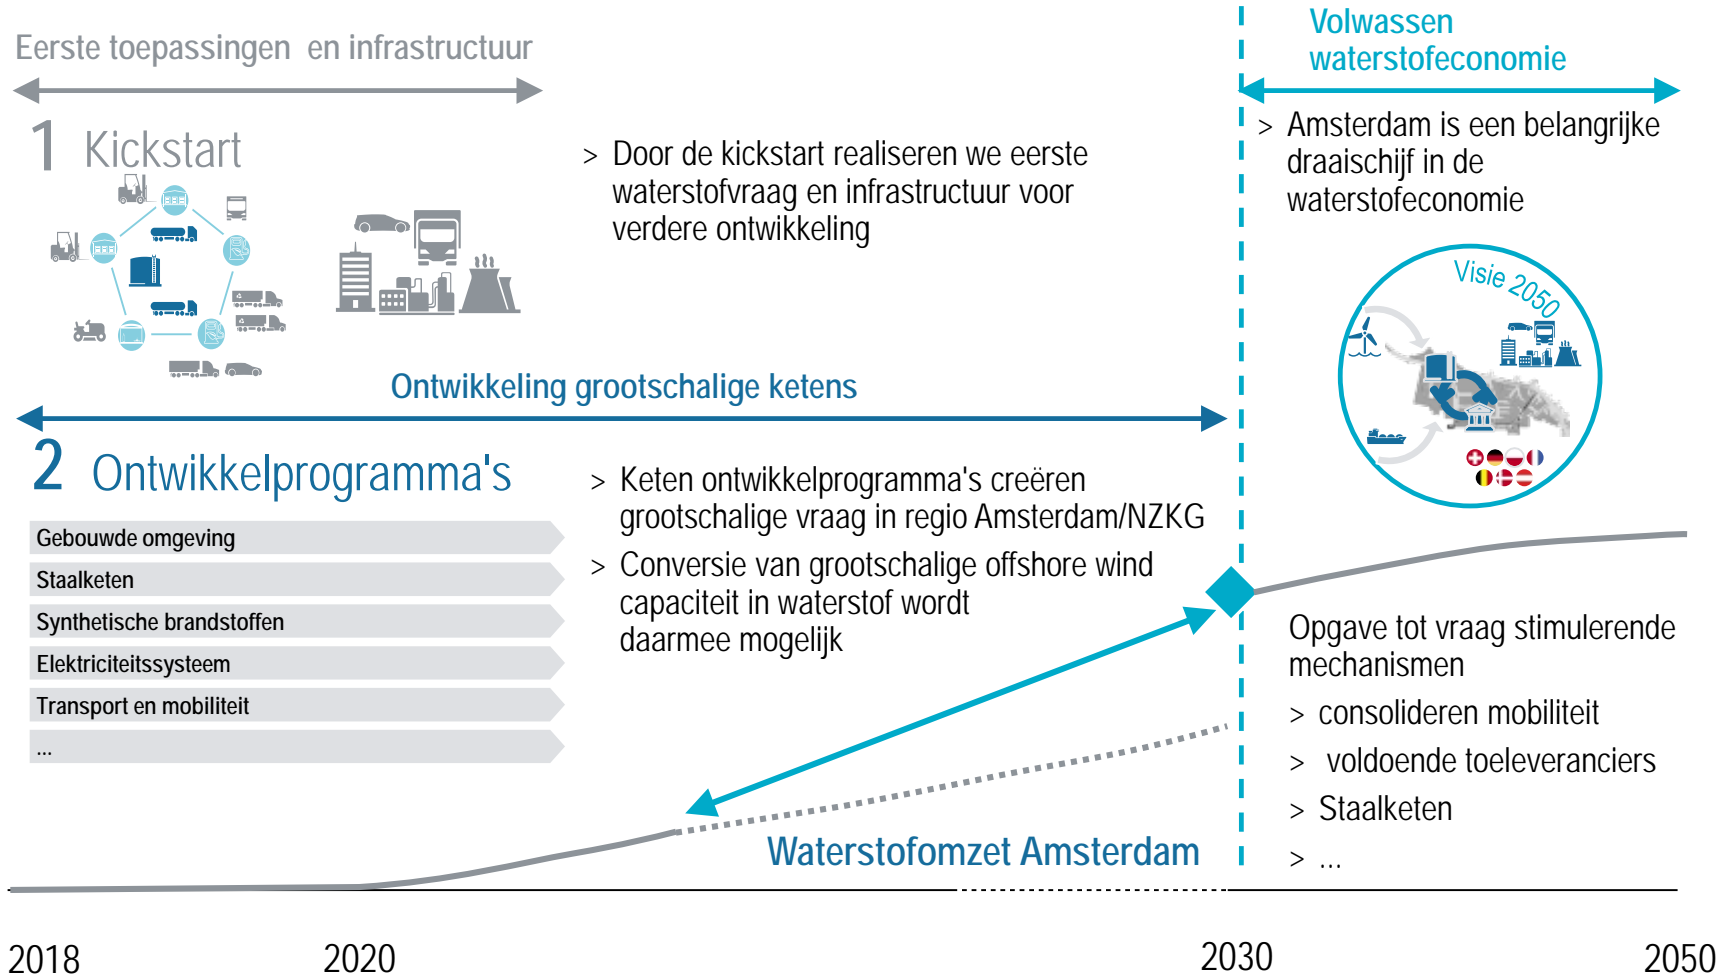 Eerste toepassingen en infrastructuur
1 Kickstart
> Door de kickstart realiseren we eerste
waterstofvraag en infrastructuur voor
verdere ontwikkeling
Volwassen
waterstofeconomie
> Amsterdam is een belangrijke
draaischijf in de
waterstofeconomie
Visie 2050
Ontwikkeling grootschalige ketens
2 Ontwikkelprogramma's
Gebouwde omgeving
Staalketen
Synthetische brandstoffen
Elektriciteitssysteem
Transport en mobiliteit
...
> Keten ontwikkelprogramma's creëren
grootschalige vraag in regio Amsterdam/NZKG
> Conversie van grootschalige offshore wind
capaciteit in waterstof wordt
daarmee mogelijk
Opgave tot vraag stimulerende
mechanismen
> consolideren mobiliteit
> voldoende toeleveranciers
> Staalketen
> ...
Waterstofomzet Amsterdam
2018
2020
2030
2050